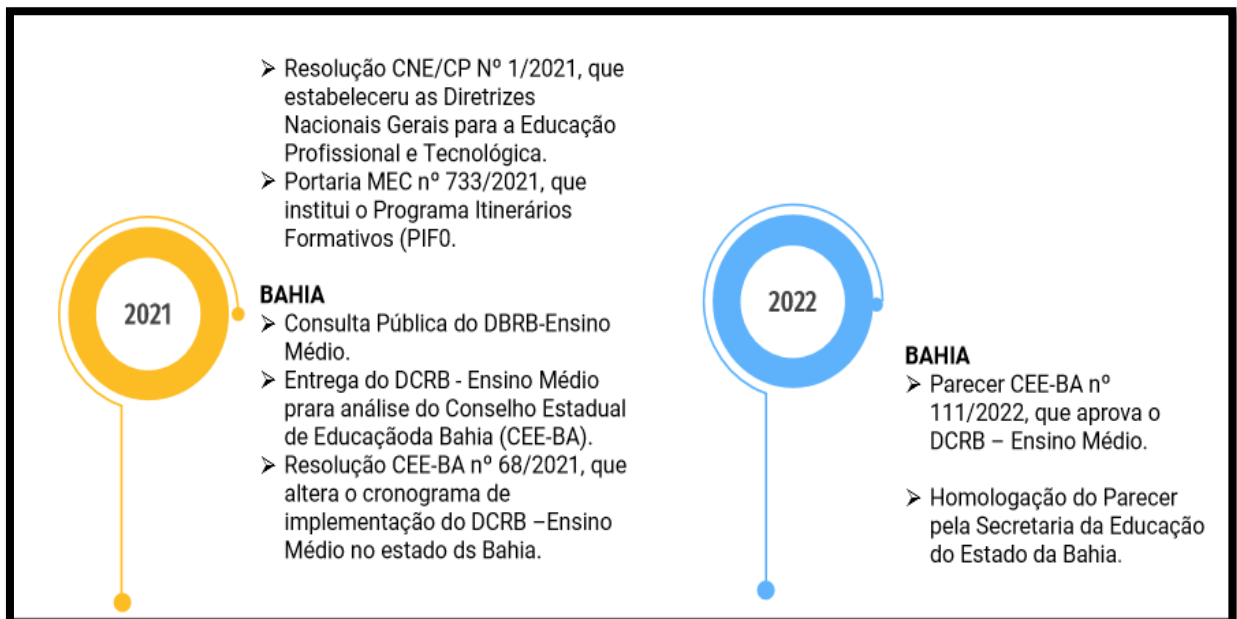 ➢ Resolução CNE/CP Nº 1/2021, que
estabeleceru as Diretrizes
Nacionais Gerais para a Educação
Profissional e Tecnológica.
➢ Portaria MEC nº 733/2021, que
institui o Programa Itinerários
Formativos (PIF0.
2021
BAHIA
➢ Consulta Pública do DBRB-Ensino
Médio.
➢ Entrega do DCRB - Ensino Médio
prara análise do Conselho Estadual
de Educaçãoda Bahia (CEE-BA).
➢ Resolução CEE-BA nº 68/2021, que
altera o cronograma de
implementação do DCRB –Ensino
Médio no estado ds Bahia.
2022
BAHIA
➢ Parecer CEE-BA nº
111/2022, que aprova o
DCRB – Ensino Médio.
➢ Homologação do Parecer
pela Secretaria da Educação
do Estado da Bahia.